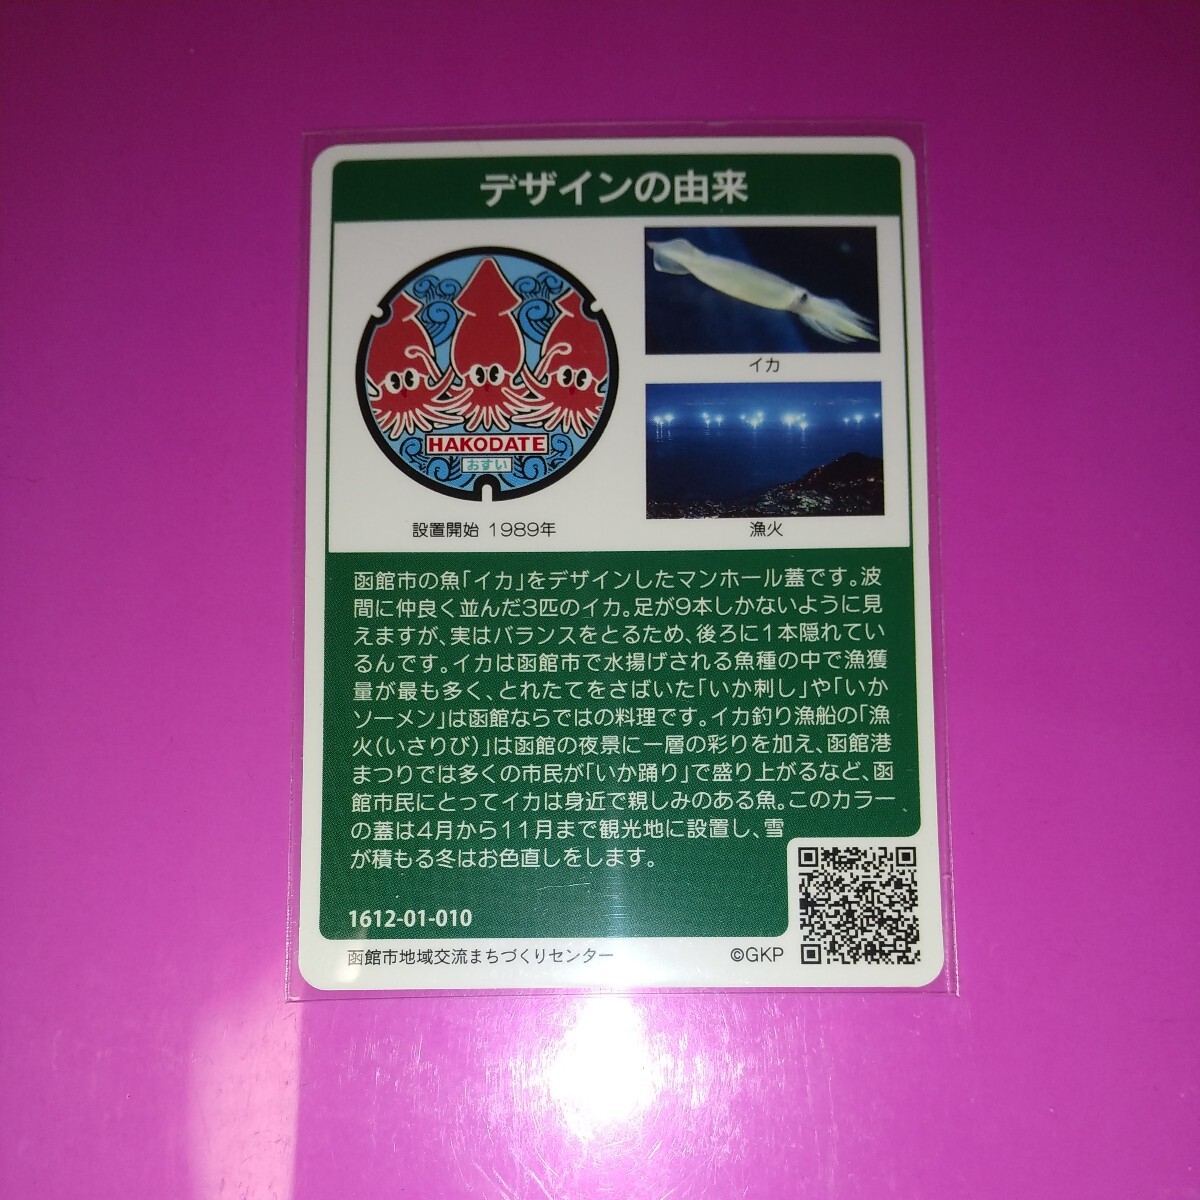 デザインの由来
HAKODATE
おすい
設置開始 1989年
イカ
漁火
函館市の魚「イカ」をデザインしたマンホール蓋です。波
間に仲良く並んだ3匹のイカ。足が9本しかないように見
えますが、実はバランスをとるため、後ろに1本隠れてい
るんです。イカは函館市で水揚げされる魚種の中で漁獲
量が最も多く、とれたてをさばいた「いか刺し」や「いか
ソーメン」は函館ならではの料理です。イカ釣り漁船の「漁
火(いさりび)」は函館の夜景に一層の彩りを加え、函館港
まつりでは多くの市民が「いか踊り」で盛り上がるなど、函
館市民にとってイカは身近で親しみのある魚。このカラー
の蓋は4月から11月まで観光地に設置し、雪
が積もる冬はお色直しをします。
1612-01-010
函館市地域交流まちづくりセンター
©GKP